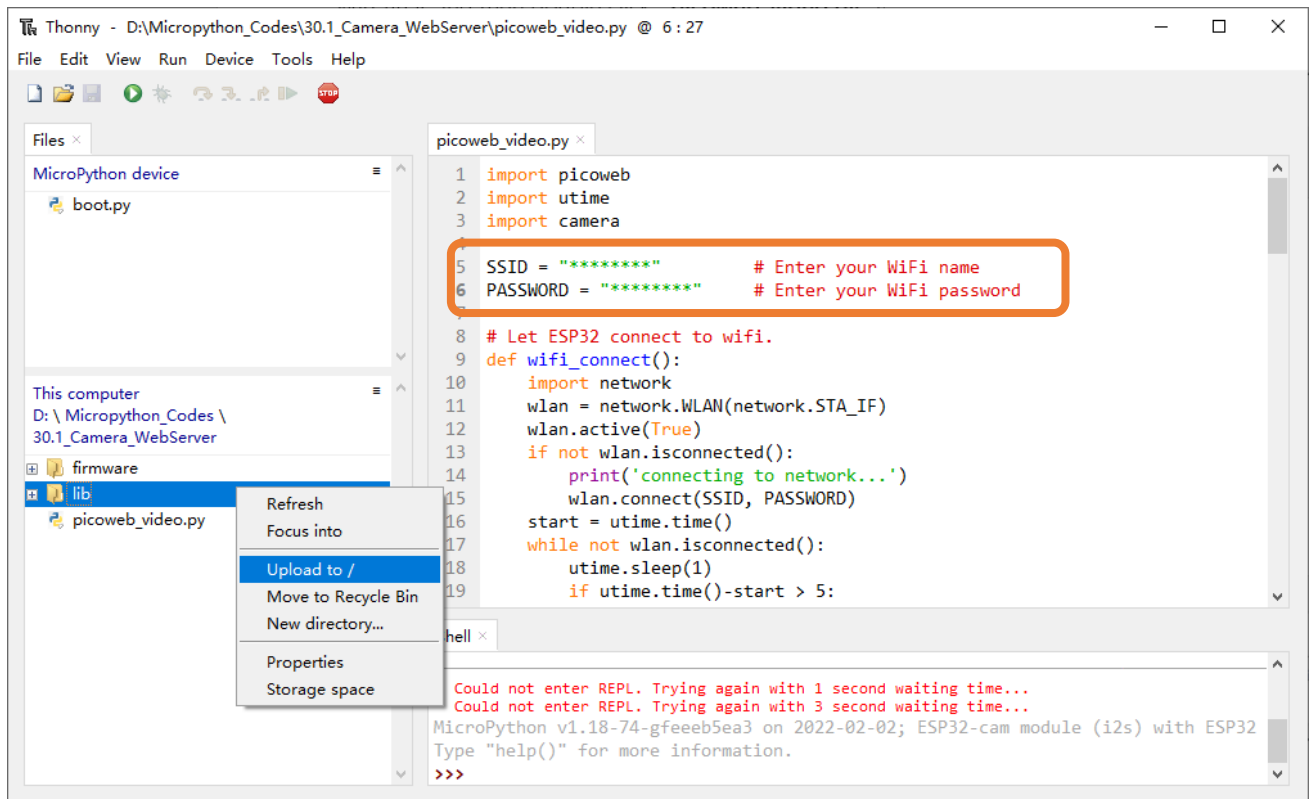 Thonny - D:\Micropython_Codes\30.1_Camera_WebServer\picoweb_video.py @ 6 : 27
File Edit View Run Device Tools Help
STOP
Files
MicroPython device
boot.py
This computer
D: \ Micropython_Codes \
30.1_Camera_WebServer
firmware
lib
picoweb_video.py
Refresh
Focus into
Upload to /
Move to Recycle Bin
New directory...
Properties
Storage space
picoweb_video.py
1 import picoweb
2 import utime
3 import camera
5 SSID = "********" # Enter your WiFi name
6 PASSWORD = "********" # Enter your WiFi password
8 # Let ESP32 connect to wifi.
9 def wifi_connect():
10 import network
11 wlan = network.WLAN(network.STA_IF)
12 wlan.active(True)
13 if not wlan.isconnected():
14 print('connecting to network...')
15 wlan.connect(SSID, PASSWORD)
16 start = utime.time()
17 while not wlan.isconnected():
18 utime.sleep(1)
19 if utime.time()-start > 5:
hell
Could not enter REPL. Trying again with 1 second waiting time...
Could not enter REPL. Trying again with 3 second waiting time...
MicroPython v1.18-74-gfeeeb5ea3 on 2022-02-02; ESP32-cam module (i2s) with ESP32
Type "help()" for more information.
>>>